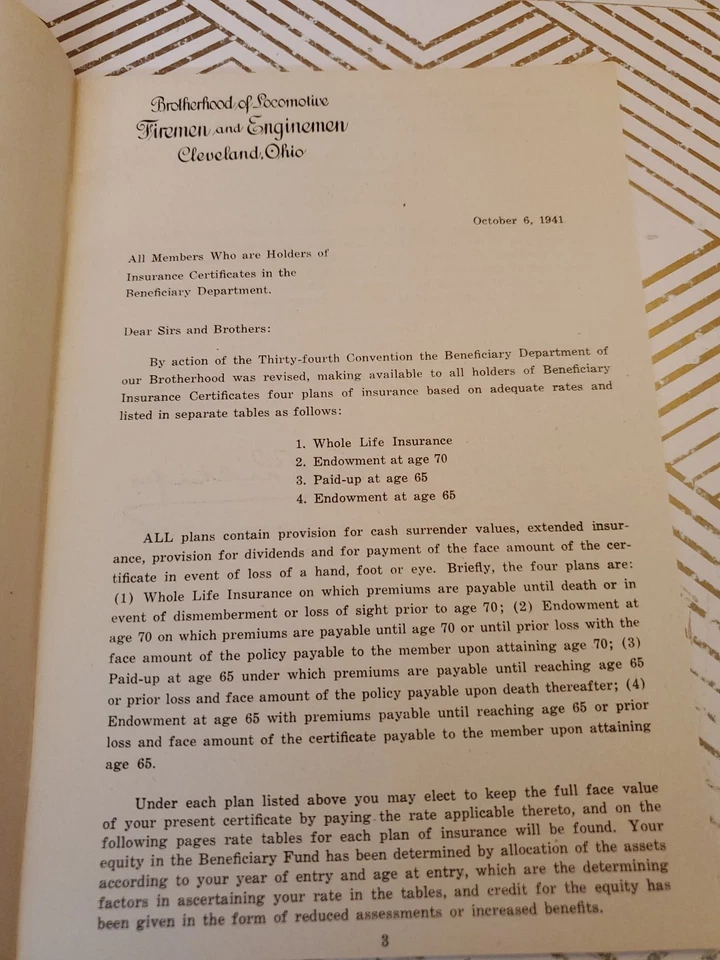 Brotherhood of Locomotive
Firemen and Enginemen
Cleveland, Ohio
October 6, 1941
All Members Who are Holders of
Insurance Certificates in the
Beneficiary Department.
Dear Sirs and Brothers:
By action of the Thirty-fourth Convention the Beneficiary Department of
our Brotherhood was revised, making available to all holders of Beneficiary
Insurance Certificates four plans of insurance based on adequate rates and
listed in separate tables as follows:
1. Whole Life Insurance
2. Endowment at age 70
3. Paid-up at age 65
4. Endowment at age 65
ALL plans contain provision for cash surrender values, extended insur-
ance, provision for dividends and for payment of the face amount of the cer-
tificate in event of loss of a hand, foot or eye. Briefly, the four plans are:
(1) Whole Life Insurance on which premiums are payable until death or in
event of dismemberment or loss of sight prior to age 70; (2) Endowment at
age 70 on which premiums are payable until age 70 or until prior loss with the
face amount of the policy payable to the member upon attaining age 70; (3)
Paid-up at age 65 under which premiums are payable until reaching age 65
or prior loss and face amount of the policy payable upon death thereafter; (4)
Endowment at age 65 with premiums payable until reaching age 65 or prior
loss and face amount of the certificate payable to the member upon attaining
age 65.
Under each plan listed above you may elect to keep the full face value
of your present certificate by paying the rate applicable thereto, and on the
following pages rate tables for each plan of insurance will be found. Your
equity in the Beneficiary Fund has been determined by allocation of the assets
according to your year of entry and age at entry, which are the determining
factors in ascertaining your rate in the tables, and credit for the equity has
been given in the form of reduced assessments or increased benefits.
3